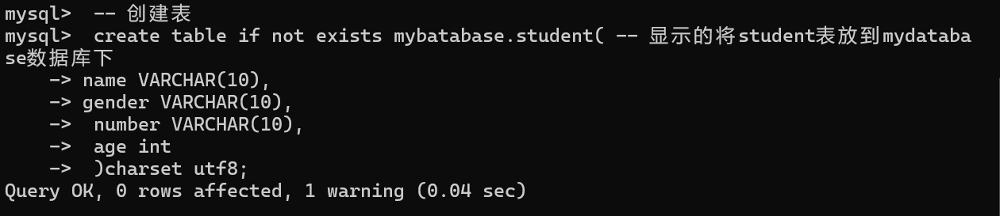 mysql>  -- 创建表
mysql>  create table if not exists mybatabase.student( -- 显示的将student表放到mydataba
se数据库下
    -> name VARCHAR(10),
    -> gender VARCHAR(10),
    ->  number VARCHAR(10),
    ->  age int
    ->  )charset utf8;
Query OK, 0 rows affected, 1 warning (0.04 sec)